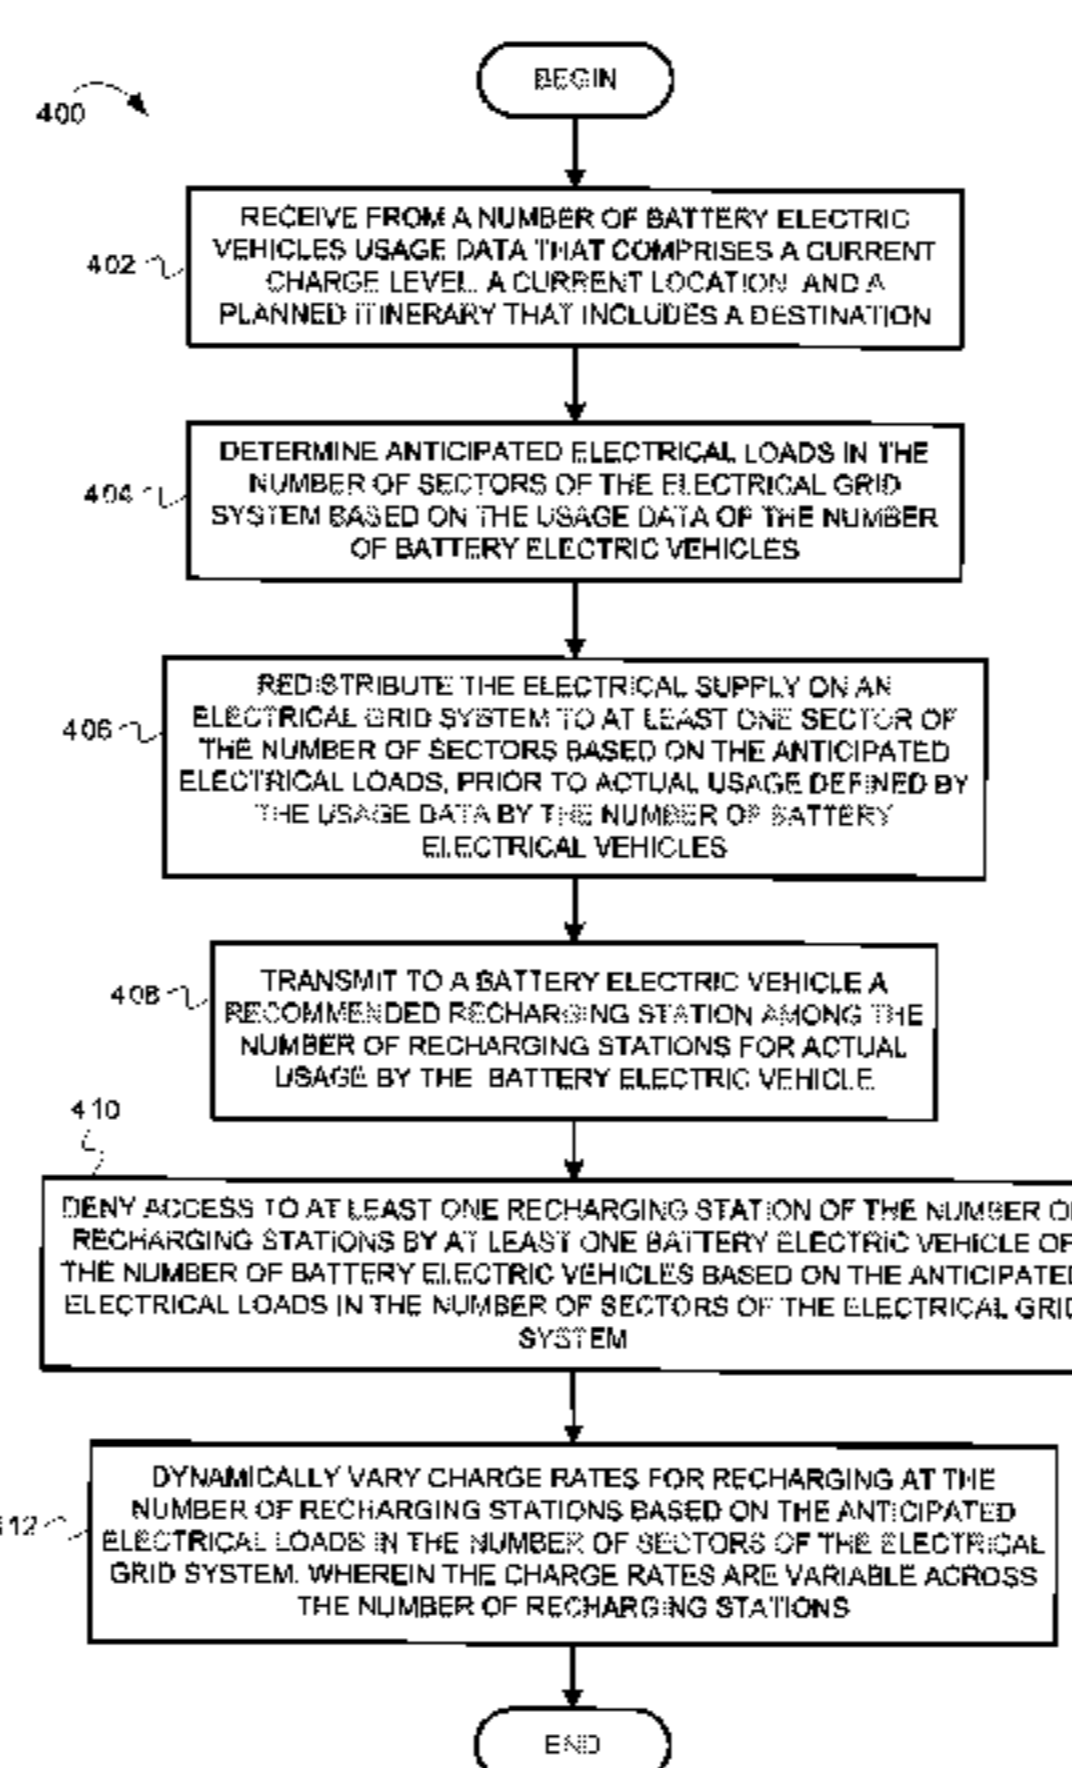 BEGIN
400
RECEIVE FROM A NUMBER OF BATTERY ELECTRIC
VEHICLES USAGE DATA THAT COMPRISES A CURRENT
CHARGE LEVEL, A CURRENT LOCATION, AND A
PLANNED ITINERARY THAT INCLUDES A DESTINATION
402
DETERMINE ANTICIPATED ELECTRICAL LOADS IN THE
NUMBER OF SECTORS OF THE ELECTRICAL GRID
SYSTEM BASED ON THE USAGE DATA OF THE NUMBER
OF BATTERY ELECTRIC VEHICLES
404
REDISTRIBUTE THE ELECTRICAL SUPPLY ON AN
ELECTRICAL GRID SYSTEM TO AT LEAST ONE SECTOR OF
THE NUMBER OF SECTORS BASED ON THE ANTICIPATED
ELECTRICAL LOADS, PRIOR TO ACTUAL USAGE DEFINED BY
THE USAGE DATA BY THE NUMBER OF BATTERY
ELECTRICAL VEHICLES
406
TRANSMIT TO A BATTERY ELECTRIC VEHICLE A
RECOMMENDED RECHARGING STATION AMONG THE
NUMBER OF RECHARGING STATIONS FOR ACTUAL
USAGE BY THE BATTERY ELECTRIC VEHICLE
408
410
DENY ACCESS TO AT LEAST ONE RECHARGING STATION OF THE NUMBER OF
RECHARGING STATIONS BY AT LEAST ONE BATTERY ELECTRIC VEHICLE OF
THE NUMBER OF BATTERY ELECTRIC VEHICLES BASED ON THE ANTICIPATED
ELECTRICAL LOADS IN THE NUMBER OF SECTORS OF THE ELECTRICAL GRID
SYSTEM
DYNAMICALLY VARY CHARGE RATES FOR RECHARGING AT THE
NUMBER OF RECHARGING STATIONS BASED ON THE ANTICIPATED
ELECTRICAL LOADS IN THE NUMBER OF SECTORS OF THE ELECTRICAL
GRID SYSTEM, WHEREIN THE CHARGE RATES ARE VARIABLE ACROSS
THE NUMBER OF RECHARGING STATIONS
412
END